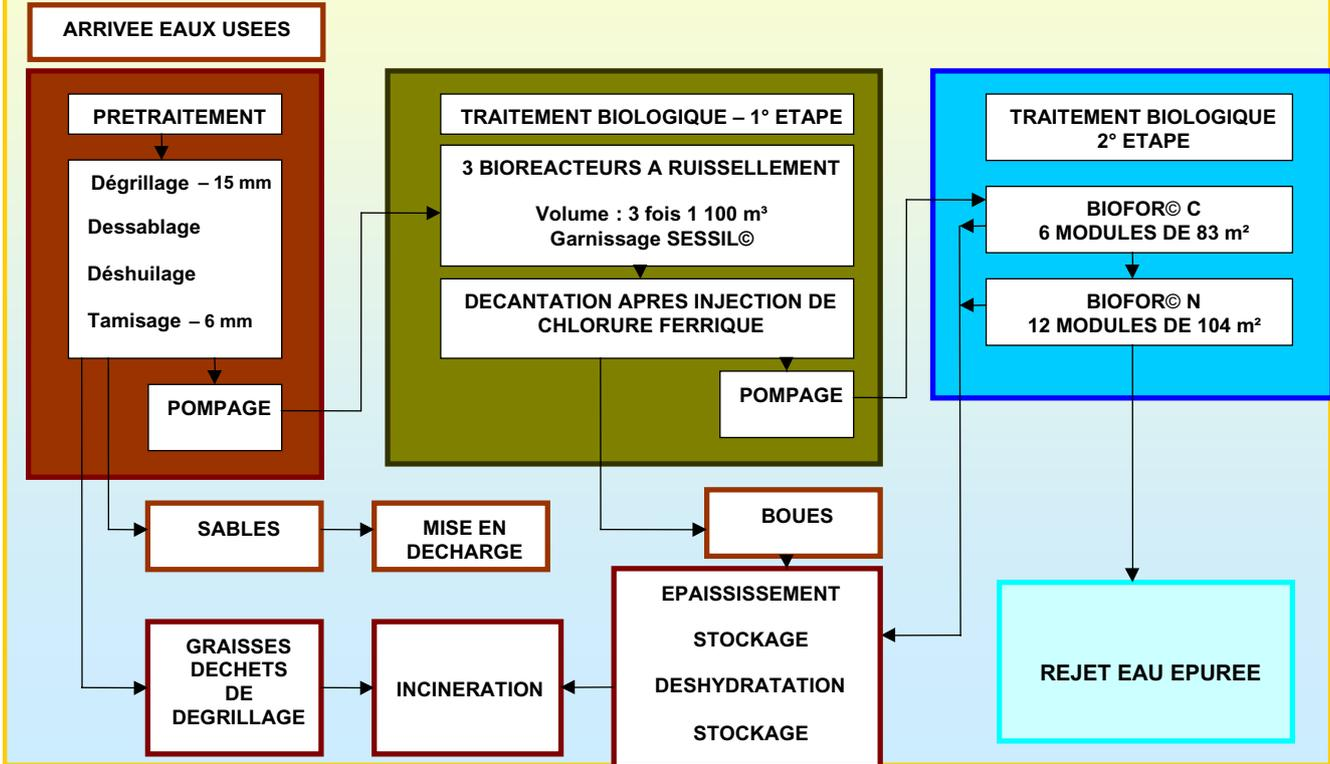 ARRIVEE EAUX USEES
PRETRAITEMENT
Dégrillage – 15 mm
Dessablage
Déshuilage
Tamisage – 6 mm
POMPAGE
TRAITEMENT BIOLOGIQUE – 1° ETAPE
3 BIOREACTEURS A RUISSELLEMENT
Volume : 3 fois 1 100 m³
Garnissage SESSIL©
DECANTATION APRES INJECTION DE
CHLORURE FERRIQUE
POMPAGE
TRAITEMENT BIOLOGIQUE
2° ETAPE
BIOFOR© C
6 MODULES DE 83 m²
BIOFOR© N
12 MODULES DE 104 m²
SABLES
MISE EN
DECHARGE
BOUES
GRAISSES
DECHETS
DE
DEGRILLAGE
INCINERATION
EPAISSISSEMENT
STOCKAGE
DESHYDRATATION
STOCKAGE
REJET EAU EPUREE